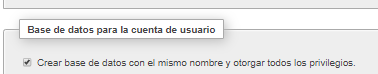 Base de datos para la cuenta de usuario
Crear base de datos con el mismo nombre y otorgar todos los privilegios.